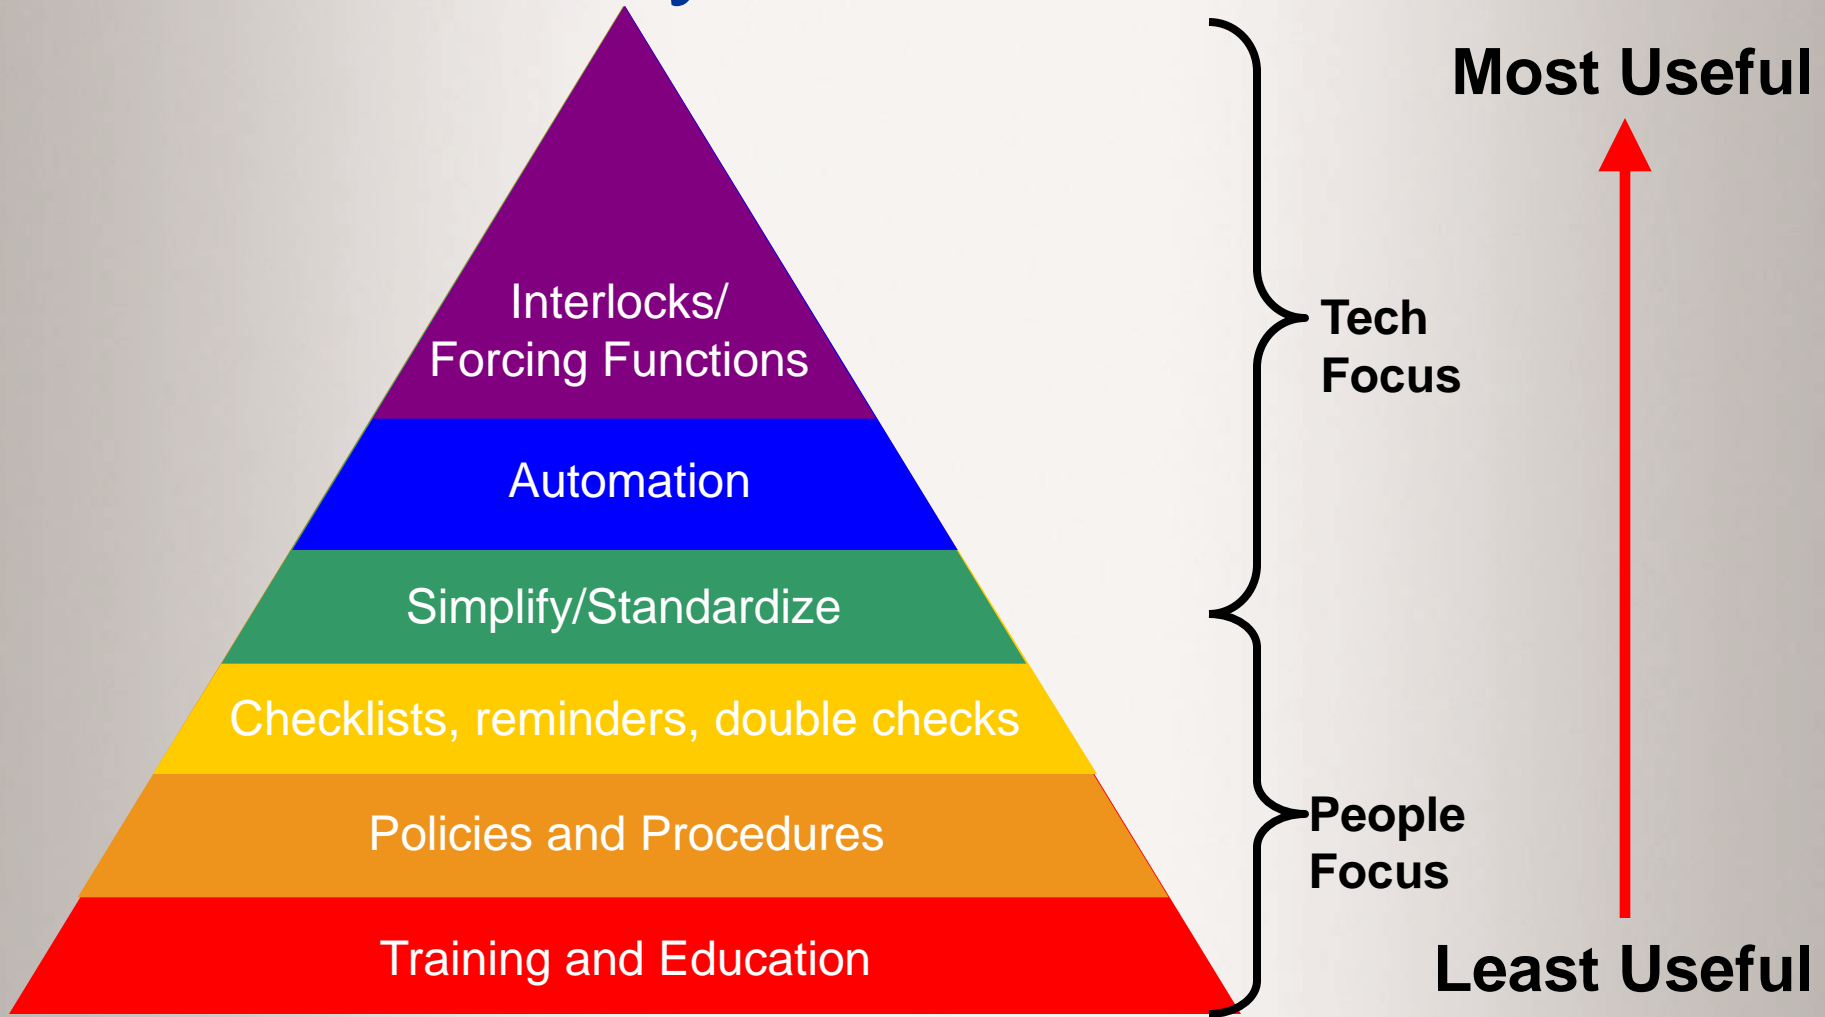 Most Useful
Interlocks/
Forcing Functions
Tech
Focus
Automation
Simplify/Standardize
Checklists, reminders, double checks
People
Focus
Policies and Procedures
Training and Education
Least Useful